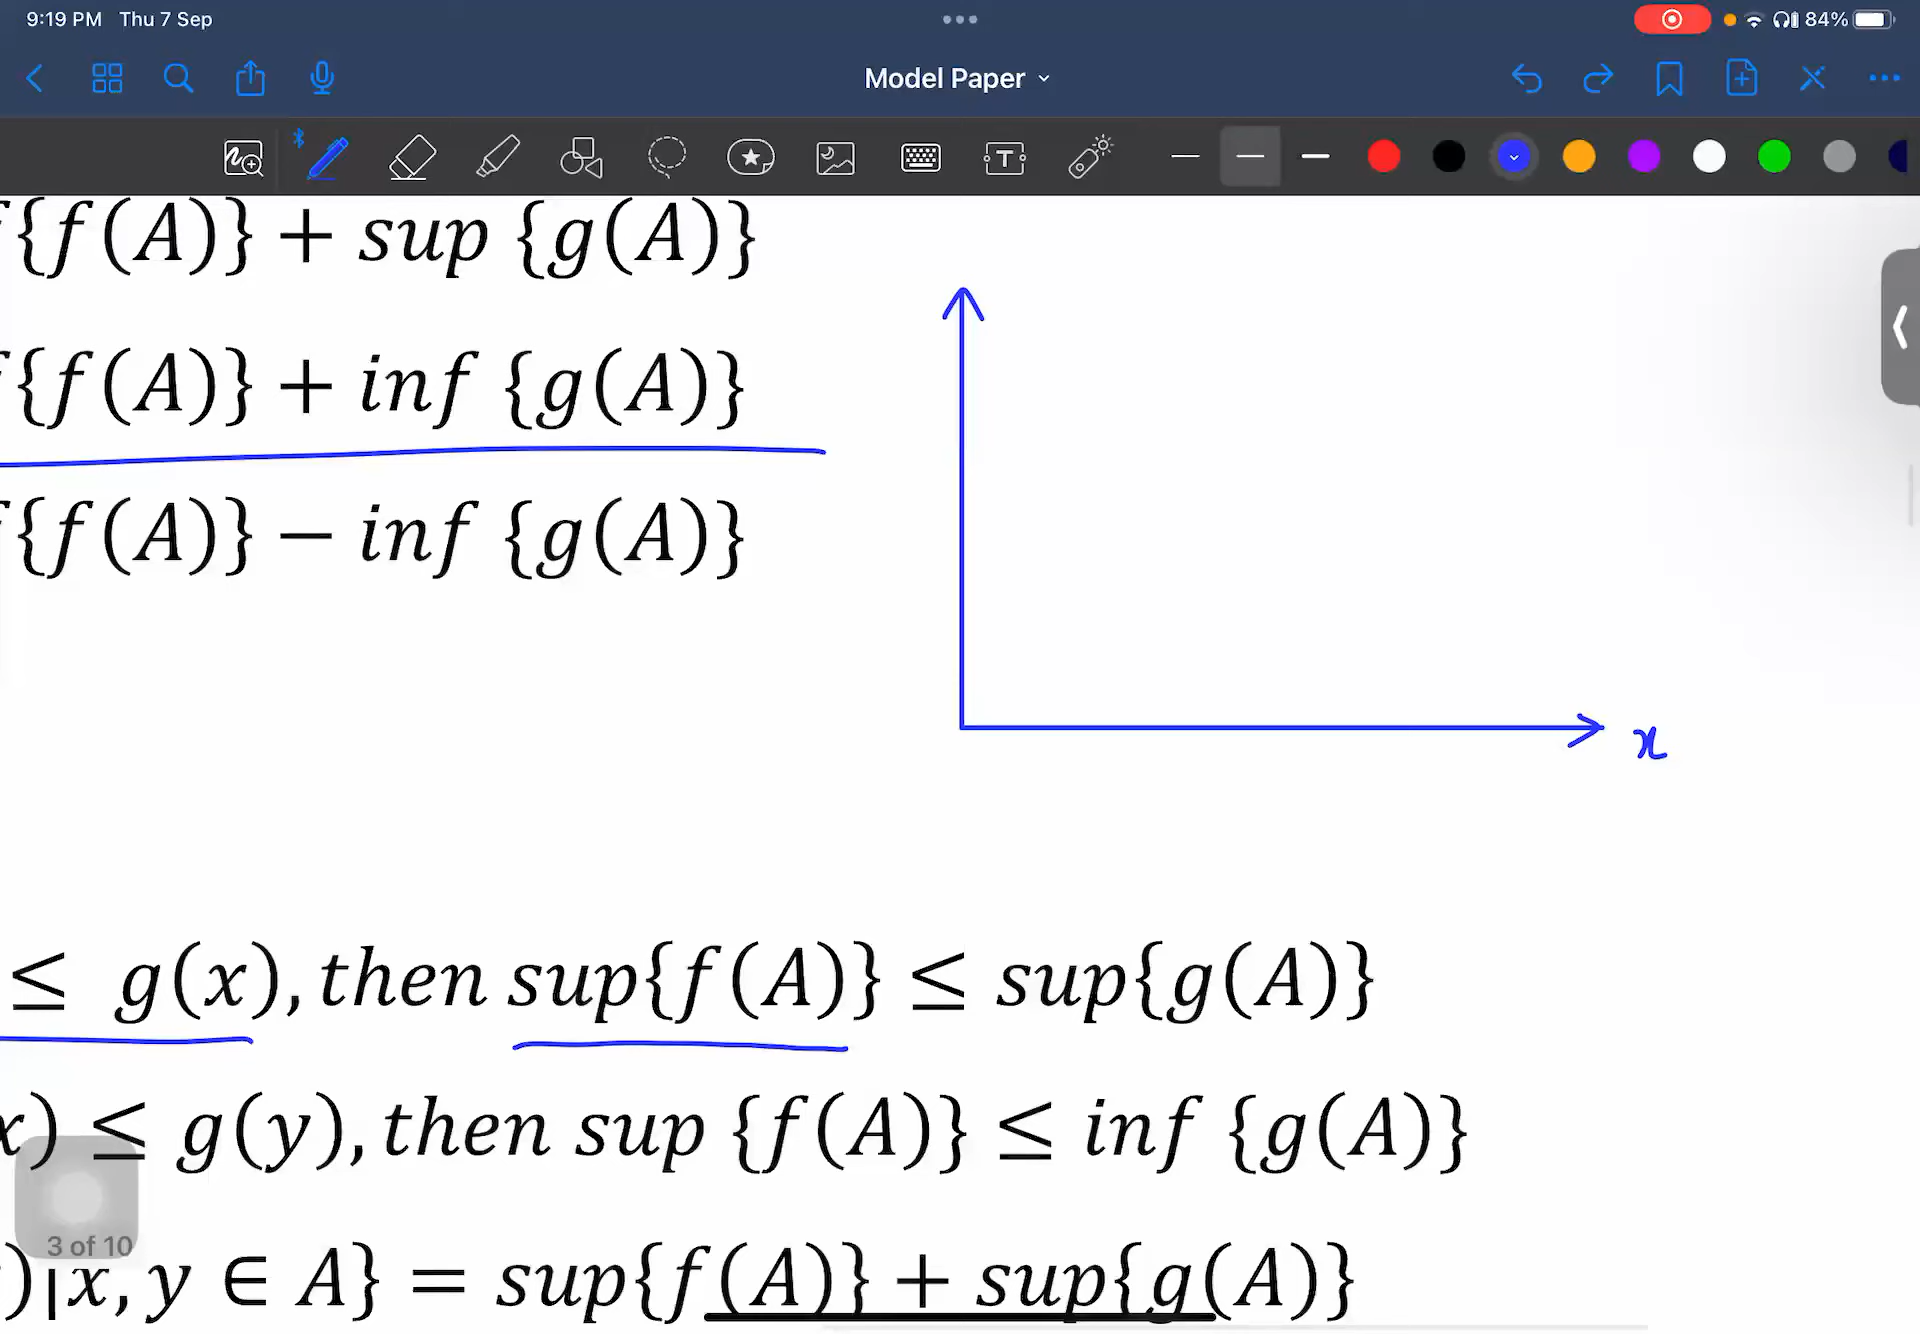 9:19 PM Thu 7 Sep 84%
Model Paper
{f(A)} + sup {g(A)}
{f(A)} + inf {g(A)}
{f(A)} − inf {g(A)}
x
≤ g(x), then sup{f(A)} ≤ sup{g(A)}
x) ≤ g(y), then sup {f(A)} ≤ inf {g(A)}
3 of 10
)|x, y ∈ A} = sup{f(A)} + sup{g(A)}